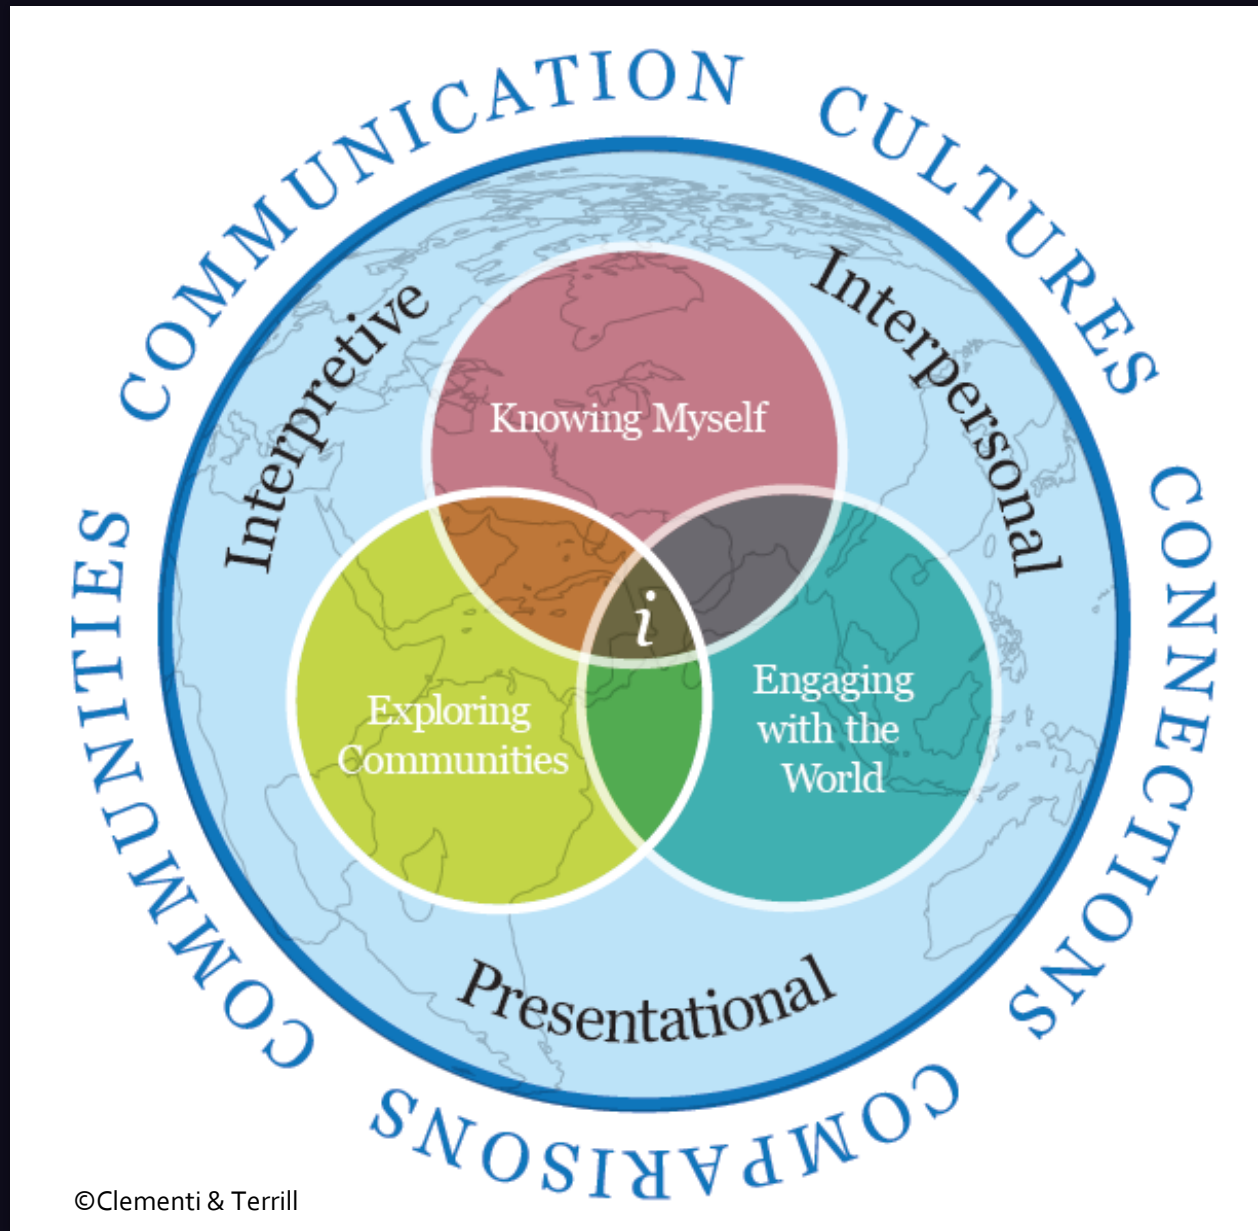 COMMUNICATION
CULTURES
CONNECTIONS
COMPARISONS
COMMUNITIES
Interpretive
Interpersonal
Presentational
Knowing Myself
i
Exploring
Communities
Engaging
with the
World
©Clementi & Terrill